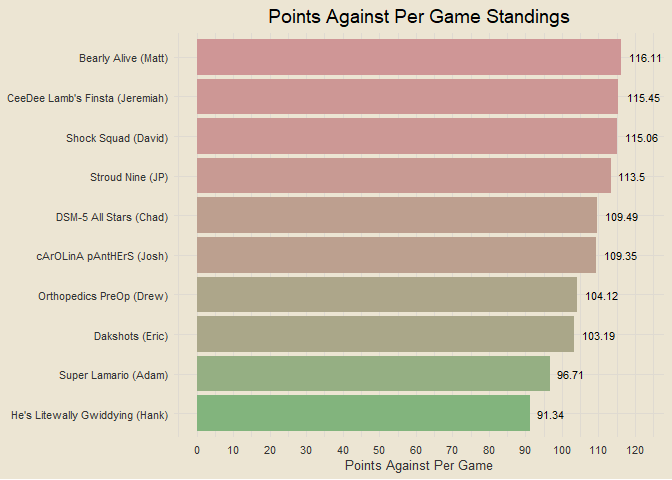 Points Against Per Game Standings
Bearly Alive (Matt) 116.11
CeeDee Lamb's Finsta (Jeremiah) 115.45
Shock Squad (David) 115.06
Stroud Nine (JP) 113.5
DSM-5 All Stars (Chad) 109.49
cArOLinA pAntHErS (Josh) 109.35
Orthopedics PreOp (Drew) 104.12
Dakshots (Eric) 103.19
Super Lamario (Adam) 96.71
He's Litewally Gwiddying (Hank) 91.34
0 10 20 30 40 50 60 70 80 90 100 110 120
Points Against Per Game